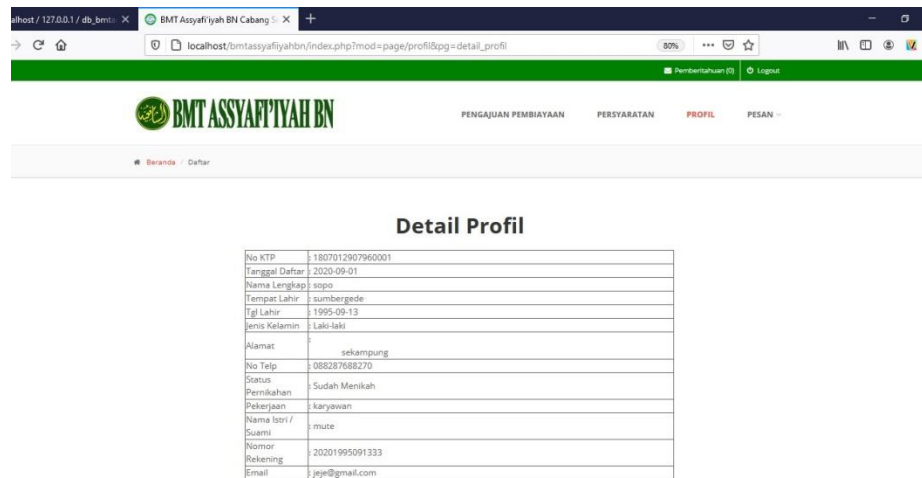 alhost / 127.0.0.1 / db_bmta
BMT Assyafi'iyah BN Cabang S
localhost/bmtassyafiiyahbn/index.php?mod=page/profil&pg=detail_profil
80%
Pemberitahuan (0) Logout
BMT ASSYAFI'IYAH BN
PENGAJUAN PEMBIAYAAN PERSYARATAN PROFIL PESAN
Beranda / Daftar
Detail Profil
No KTP : 1807012907960001
Tanggal Daftar : 2020-09-01
Nama Lengkap : sopo
Tempat Lahir : sumbergede
Tgl Lahir : 1995-09-13
Jenis Kelamin : Laki-laki
Alamat :
sekampung
No Telp : 088287688270
Status
Pernikahan : Sudah Menikah
Pekerjaan : karyawan
Nama Istri /
Suami : mute
Nomor
Rekening : 20201995091333
Email : jeje@gmail.com